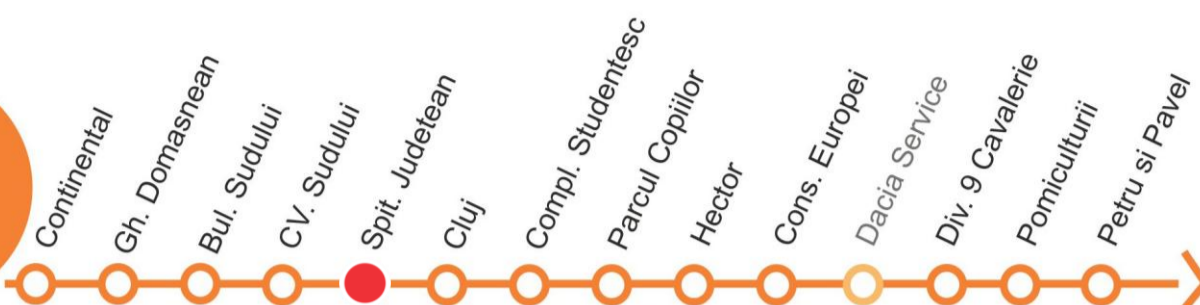 Continental
Gh. Domasnean
Bul. Sudului
CV. Sudului
Spit. Judetean
Cluj
Compl. Studentesc
Parcul Copiilor
Hector
Cons. Europei
Dacia Service
Div. 9 Cavalerie
Pomiculturii
Petru si Pavel